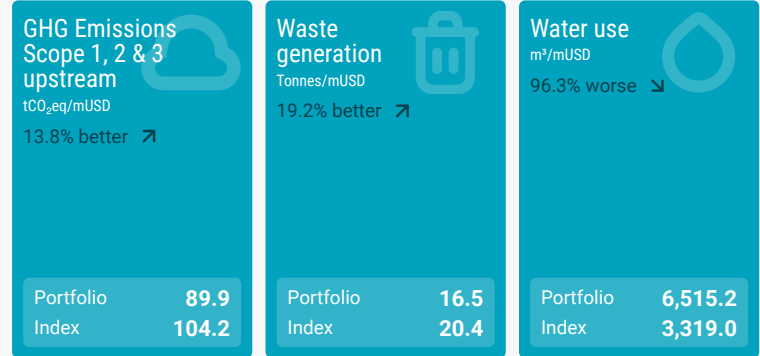 GHG Emissions
Scope 1, 2 & 3
upstream
tCO₂eq/mUSD
13.8% better
Portfolio 89.9
Index 104.2
Waste
generation
Tonnes/mUSD
19.2% better
Portfolio 16.5
Index 20.4
Water use
m³/mUSD
96.3% worse
Portfolio 6,515.2
Index 3,319.0